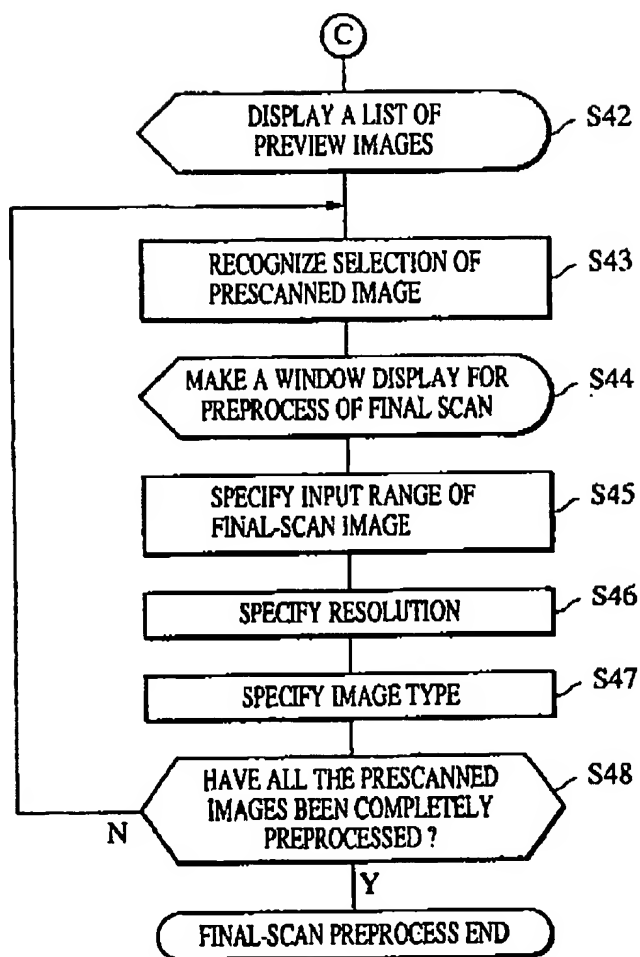 C
DISPLAY A LIST OF
PREVIEW IMAGES
S42
RECOGNIZE SELECTION OF
PRESCANNED IMAGE
S43
MAKE A WINDOW DISPLAY FOR
PREPROCESS OF FINAL SCAN
S44
SPECIFY INPUT RANGE OF
FINAL-SCAN IMAGE
S45
SPECIFY RESOLUTION
S46
SPECIFY IMAGE TYPE
S47
HAVE ALL THE PRESCANNED
IMAGES BEEN COMPLETELY
PREPROCESSED ?
S48
N
Y
FINAL-SCAN PREPROCESS END